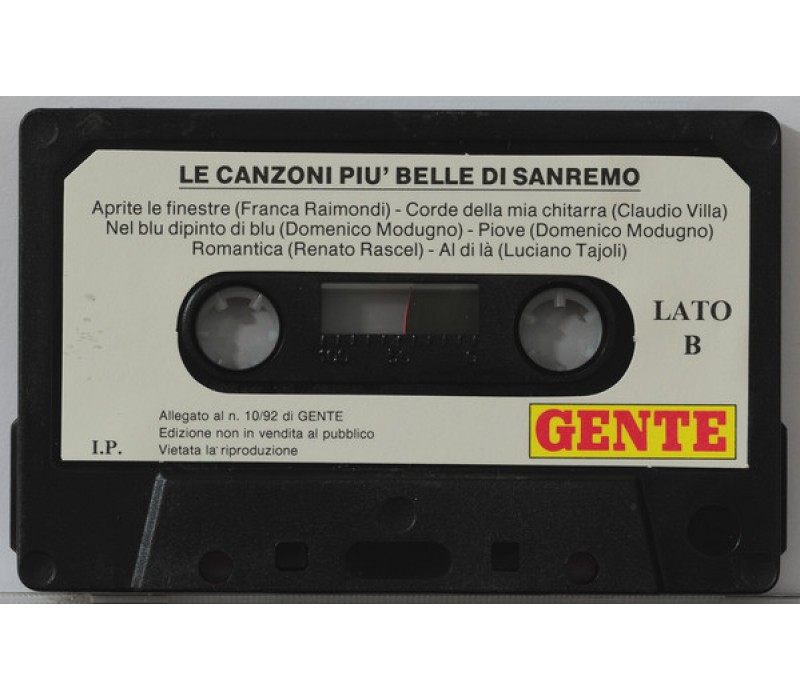 LE CANZONI PIU' BELLE DI SANREMO
Aprite le finestre (Franca Raimondi) - Corde della mia chitarra (Claudio Villa)
Nel blu dipinto di blu (Domenico Modugno) - Piove (Domenico Modugno)
Romantica (Renato Rascel) - Al di là (Luciano Tajoli)
LATO
B
100 50 0
Allegato al n. 10/92 di GENTE
Edizione non in vendita al pubblico
Vietata la riproduzione
I.P.
GENTE